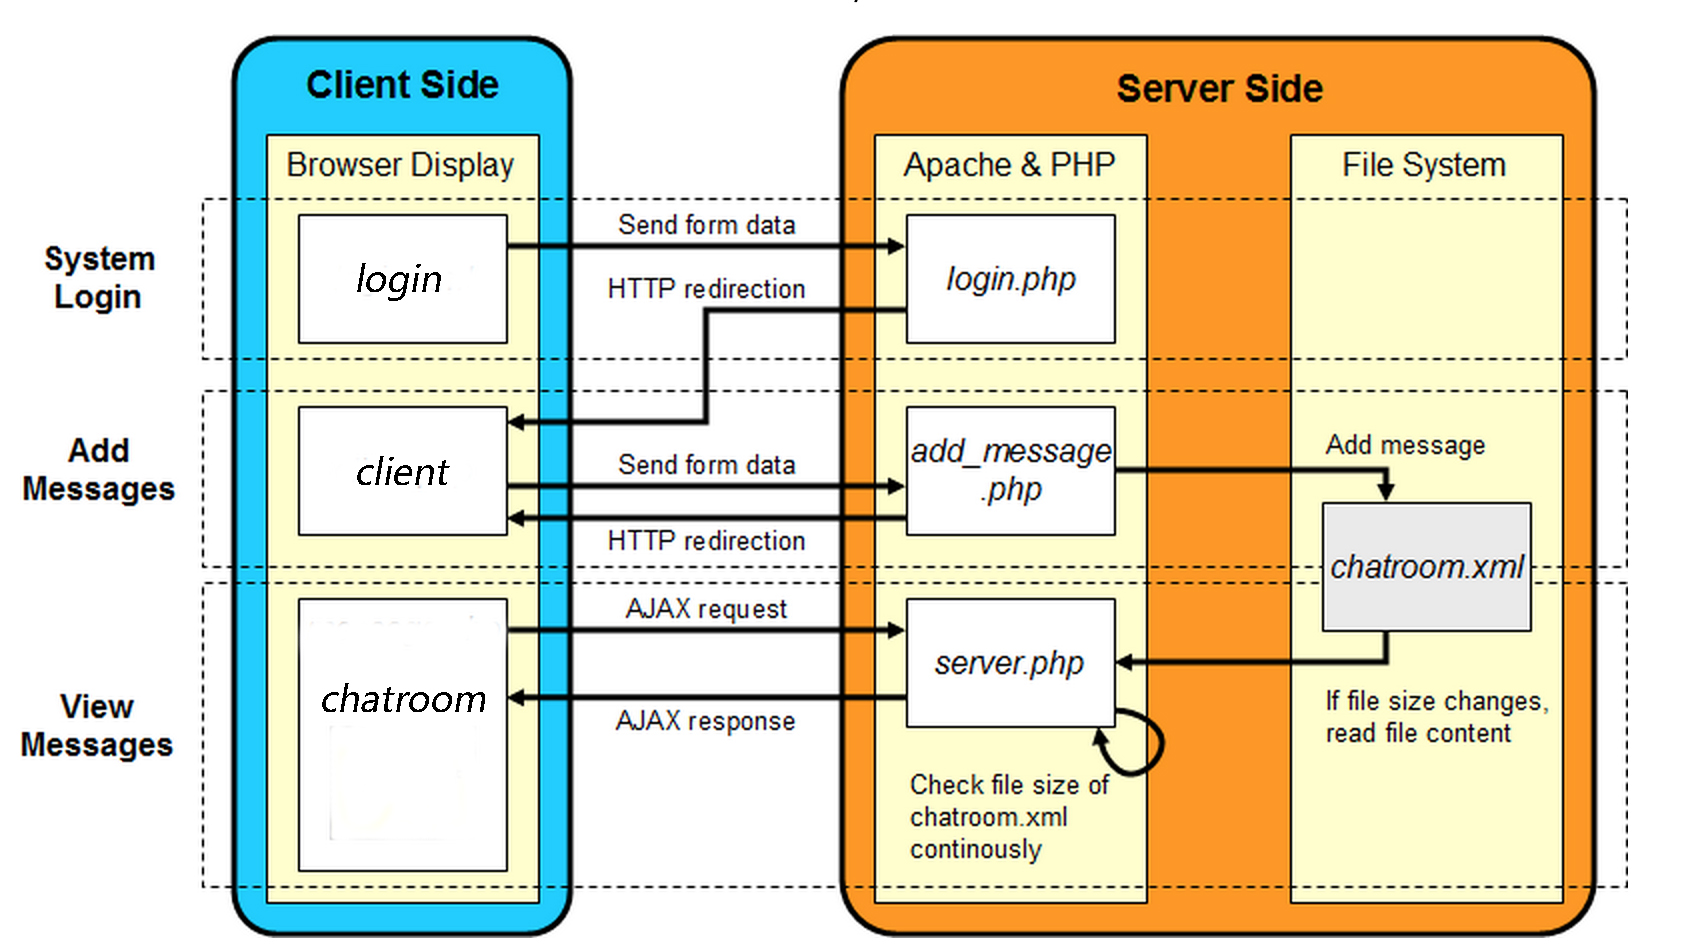 Client Side
Server Side
Browser Display
Apache & PHP
File System
System
Login
login
Send form data
HTTP redirection
login.php
Add
Messages
client
Send form data
HTTP redirection
add_message
.php
Add message
chatroom.xml
View
Messages
chatroom
AJAX request
AJAX response
server.php
Check file size of
chatroom.xml
continously
If file size changes,
read file content